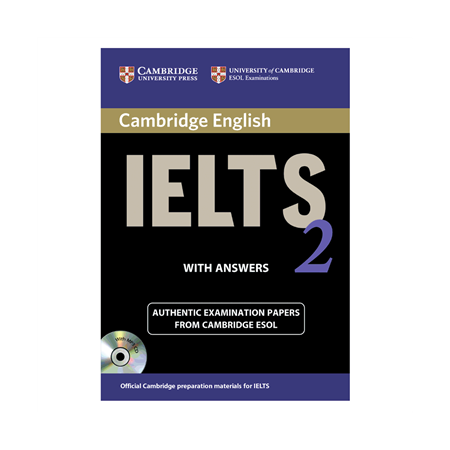 CAMBRIDGE
UNIVERSITY PRESS
UNIVERSITY of CAMBRIDGE
ESOL Examinations
Cambridge English
IELTS
2
WITH ANSWERS
AUTHENTIC EXAMINATION PAPERS
FROM CAMBRIDGE ESOL
Official Cambridge preparation materials for IELTS